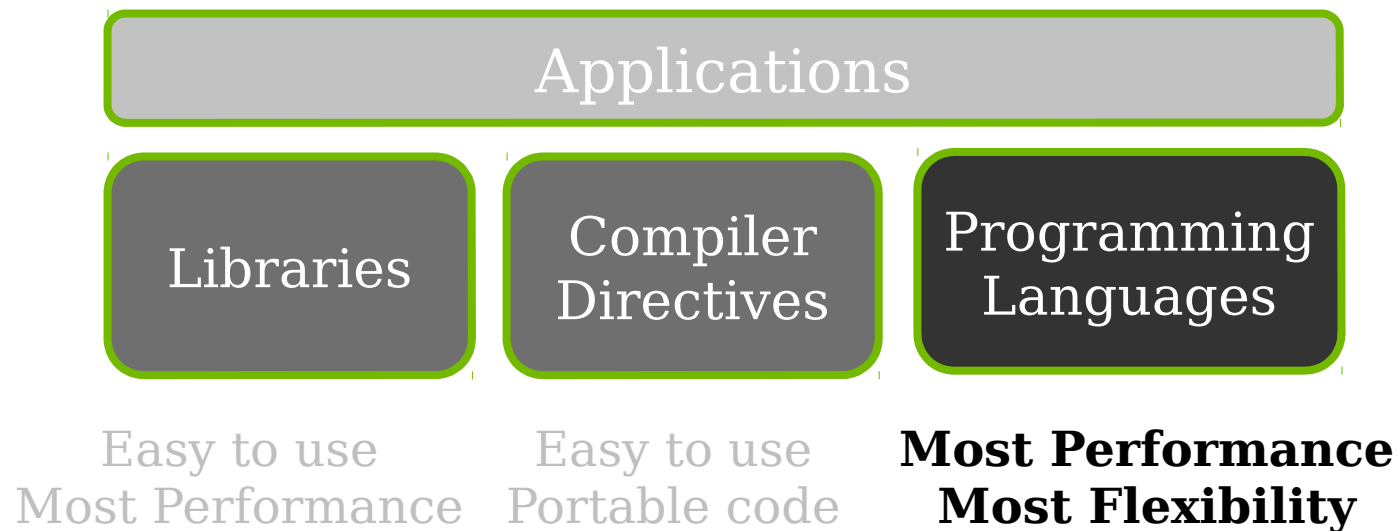 Applications
Libraries
Compiler
Directives
Programming
Languages
Easy to use
Most Performance
Easy to use
Portable code
Most Performance
Most Flexibility